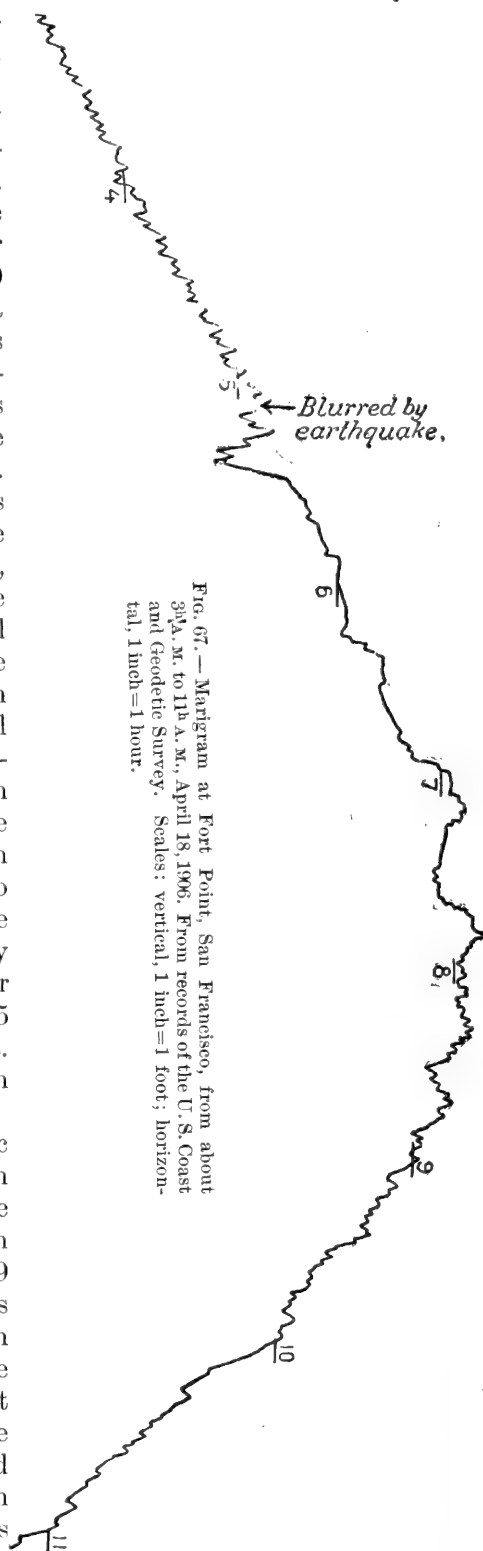 4
5
Blurred by
earthquake.
6
7
8
9
10
11
FIG. 67.— Marigram at Fort Point, San Francisco, from about
3h A. M. to 11h A. M., April 18, 1906. From records of the U. S. Coast
and Geodetic Survey. Scales: vertical, 1 inch=1 foot; horizon-
tal, 1 inch=1 hour.